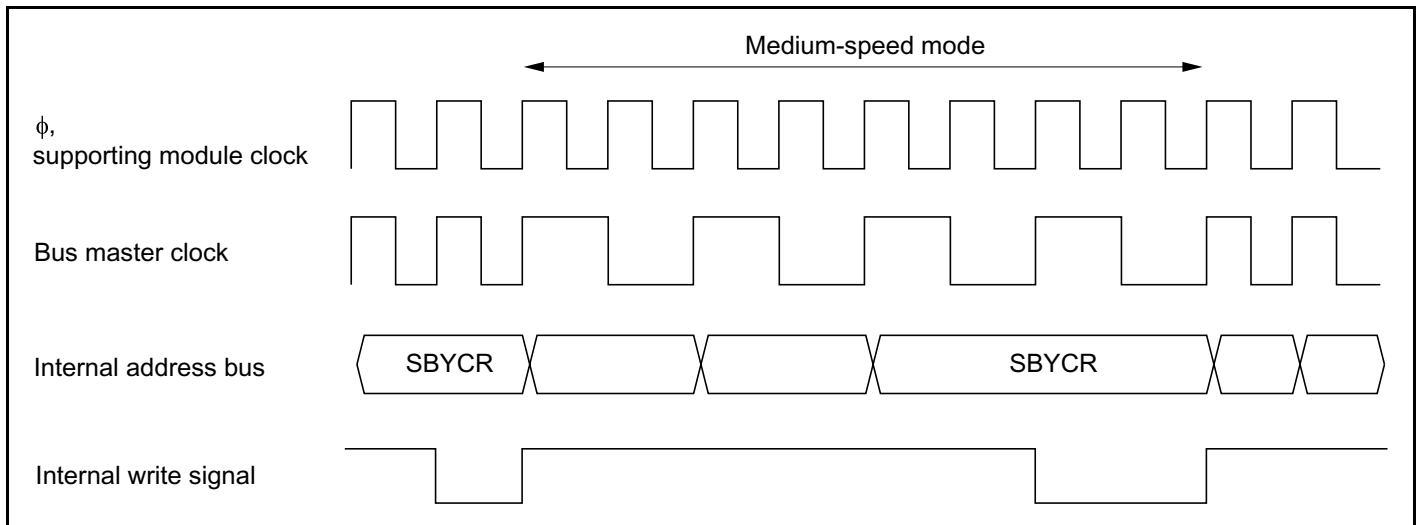 Medium-speed mode
ϕ,
supporting module clock
Bus master clock
Internal address bus
SBYCR
SBYCR
Internal write signal